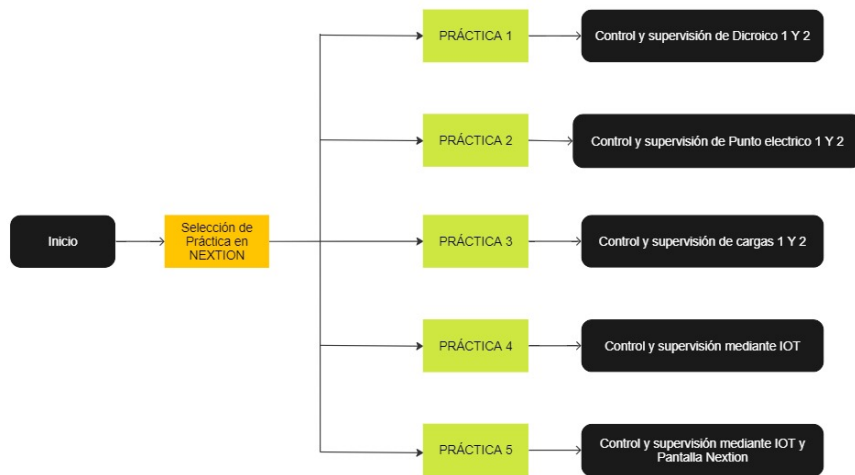 PRÁCTICA 1
Control y supervisión de Dicroico 1 Y 2
PRÁCTICA 2
Control y supervisión de Punto electrico 1 Y 2
Inicio
Selección de
Práctica en
NEXTION
PRÁCTICA 3
Control y supervisión de cargas 1 Y 2
PRÁCTICA 4
Control y supervisión mediante IOT
PRÁCTICA 5
Control y supervisión mediante IOT y
Pantalla Nextion